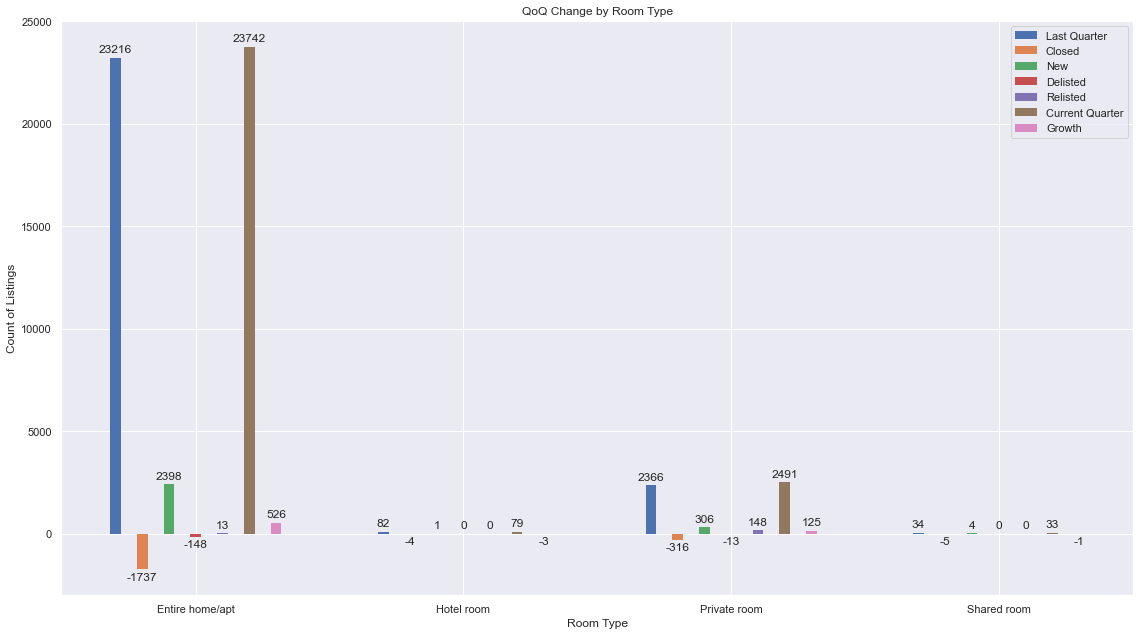 QoQ Change by Room Type
Last Quarter
Closed
New
Delisted
Relisted
Current Quarter
Growth
Count of Listings
25000
20000
15000
10000
5000
0
23216
-1737
2398
-148
13
23742
526
82
-4
1
0
0
79
-3
2366
-316
306
-13
148
2491
125
34
-5
4
0
0
33
-1
Entire home/apt
Hotel room
Private room
Shared room
Room Type